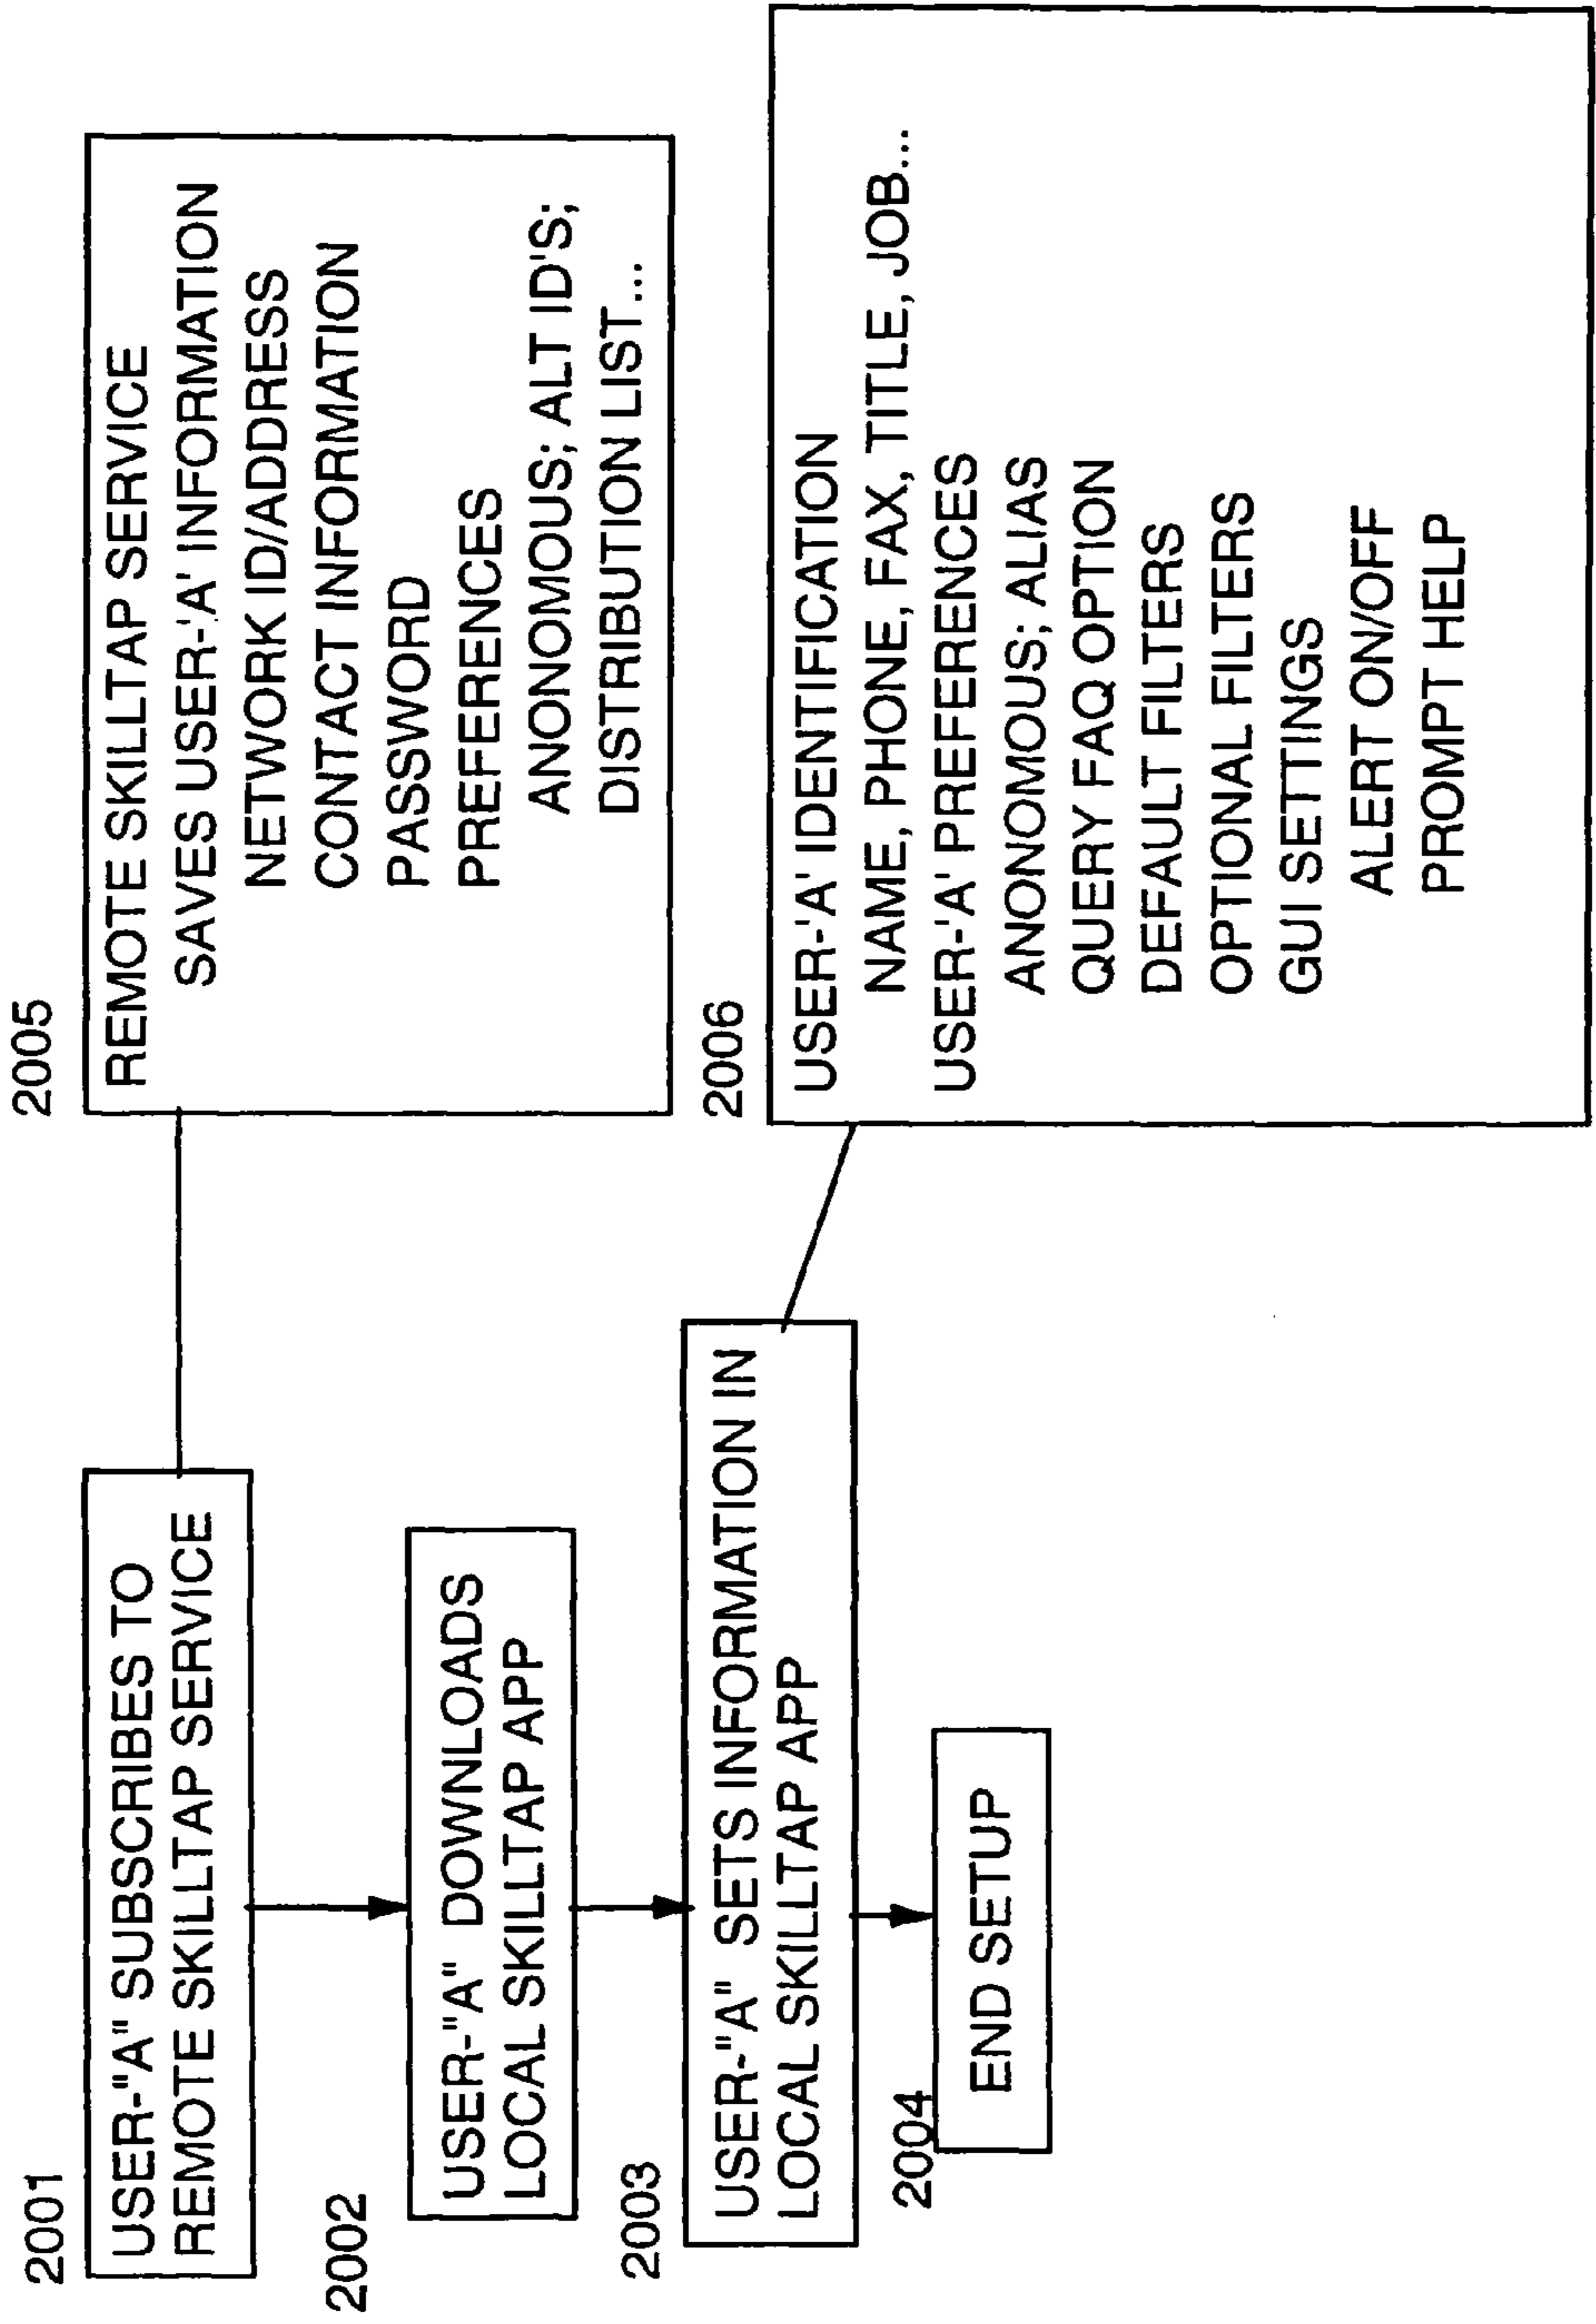 2001
USER-"A" SUBSCRIBES TO
REMOTE SKILLTAP SERVICE
2002
USER-"A" DOWNLOADS
LOCAL SKILLTAP APP
2003
USER-"A" SETS INFORMATION IN
LOCAL SKILLTAP APP
2004
END SETUP
2005
REMOTE SKILLTAP SERVICE
SAVES USER-'A' INFORMATION
NETWORK ID/ADDRESS
CONTACT INFORMATION
PASSWORD
PREFERENCES
ANONOMOUS; ALT ID'S;
DISTRIBUTION LIST...
2006
USER-'A' IDENTIFICATION
NAME, PHONE, FAX, TITLE, JOB...
USER-'A' PREFERENCES
ANONOMOUS; ALIAS
QUERY FAQ OPTION
DEFAULT FILTERS
OPTIONAL FILTERS
GUI SETTINGS
ALERT ON/OFF
PROMPT HELP